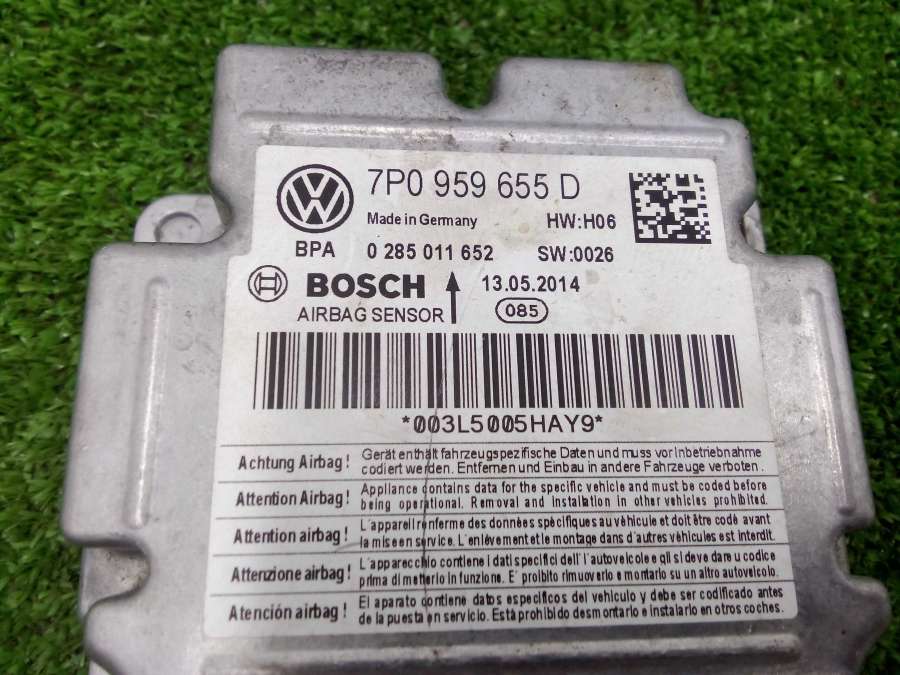 7P0 959 655 D
Made in Germany HW:H06
BPA 0 285 011 652 SW:0026
BOSCH 13.05.2014
AIRBAG SENSOR 085
*003L5005HAY9*
Achtung Airbag! Gerät enthält fahrzeugspezifische Daten und muss vor Inbetriebnahme
codiert werden. Entfernen und Einbau in andere Fahrzeuge verboten.
Attention Airbag! Appliance contains data for the specific vehicle and must be coded before
being operational. Removal and installation in other vehicles prohibited.
Attention airbag! L'appareil renferme des données spécifiques au véhicule et doit être codé avant
la mise en service. L'enlèvement et le montage dans d'autres véhicules est interdit.
Attenzione airbag! L'apparecchio contiene i dati specifici dell'l'autoveicolo e qli si deve dare u codice
prima di metterlo in funzione. E' proibito rimuoverlo e montarlo su un altro autoveicolo.
Atención airbag! El aparato contiene datos específicos del vehículo y debe ser codificado antes
de la puesta en servicio. Está prohibido desmontarlo e instalarlo en otros coches.